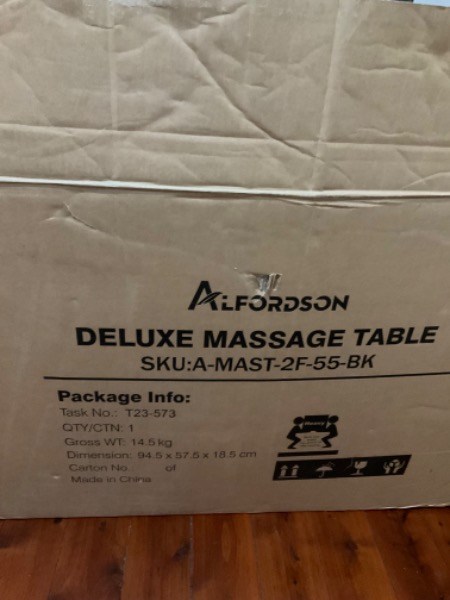 ALFORDSON
DELUXE MASSAGE TABLE
SKU:A-MAST-2F-55-BK
Package Info:
Task No.: T23-573
QTY/CTN: 1
Gross WT: 14.5 kg
Dimension: 94.5 x 57.5 x 18.5 cm
Carton No.: of
Made in China
Heavy